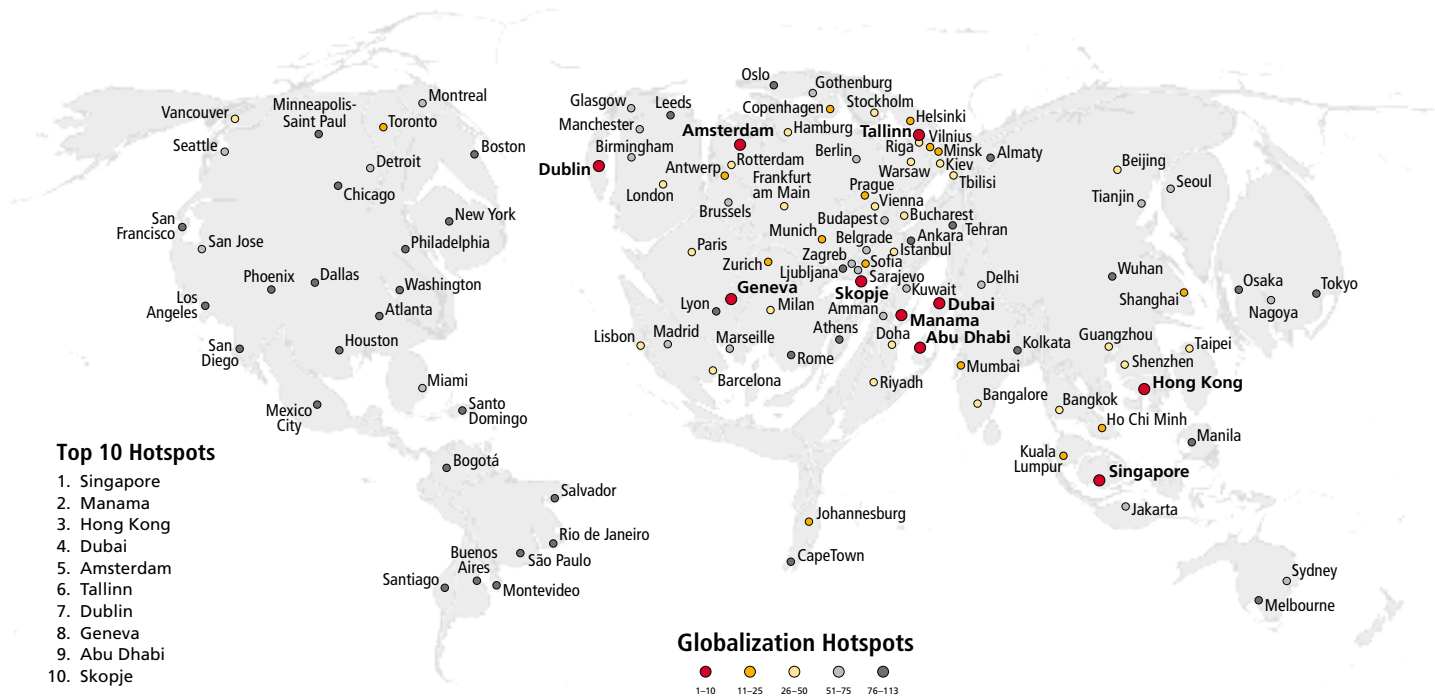 Oslo
Gothenburg
Vancouver
Minneapolis-
Saint Paul
Montreal
Toronto
Glasgow
Leeds
Copenhagen
Stockholm
Helsinki
Seattle
Boston
Manchester
Amsterdam
Hamburg
Tallinn
Vilnius
Riga
Minsk
Almaty
Detroit
Birmingham
Dublin
Rotterdam
Antwerp
Berlin
Kiev
Warsaw
Tbilisi
Beijing
Chicago
London
Frankfurt
am Main
Prague
Vienna
Tianjin
Seoul
San
Francisco
New York
Brussels
Budapest
Bucharest
Tehran
San Jose
Philadelphia
Paris
Munich
Belgrade
Ankara
Istanbul
Zagreb
Sofia
Zurich
Ljubljana
Sarajevo
Phoenix
Dallas
Washington
Geneva
Skopje
Kuwait
Delhi
Wuhan
Osaka
Tokyo
Los
Angeles
Atlanta
Lyon
Milan
Amman
Dubai
Manama
Shanghai
Nagoya
San
Diego
Houston
Lisbon
Madrid
Marseille
Athens
Doha
Abu Dhabi
Kolkata
Guangzhou
Taipei
Rome
Mumbai
Shenzhen
Miami
Barcelona
Riyadh
Hong Kong
Mexico
City
Santo
Domingo
Bangalore
Bangkok
Ho Chi Minh
Manila
Kuala
Lumpur
Singapore
Bogotá
Salvador
Jakarta
Johannesburg
Rio de Janeiro
São Paulo
CapeTown
Buenos
Aires
Santiago
Montevideo
Sydney
Melbourne
Top 10 Hotspots
1. Singapore
2. Manama
3. Hong Kong
4. Dubai
5. Amsterdam
6. Tallinn
7. Dublin
8. Geneva
9. Abu Dhabi
10. Skopje
Globalization Hotspots
1–10 11–25 26–50 51–75 76–113